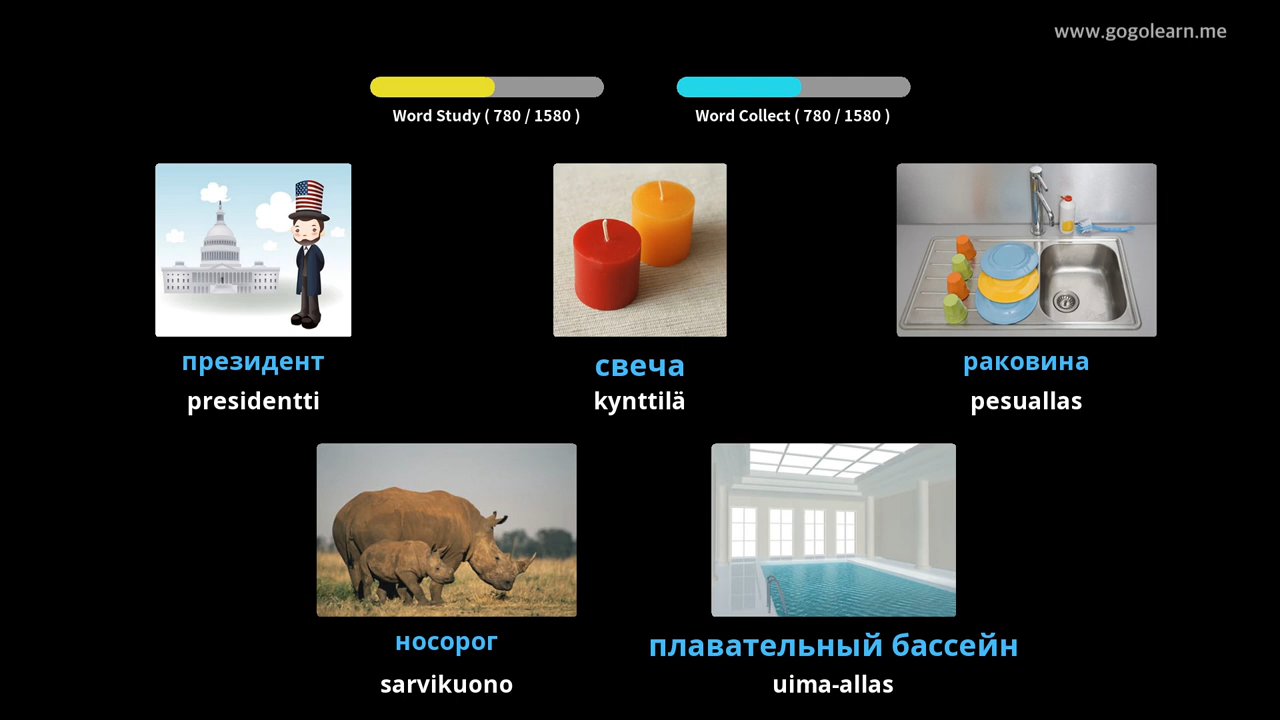 www.gogolearn.me
Word Study ( 780 / 1580 )
Word Collect ( 780 / 1580 )
президент
presidentti
свеча
kynttilä
раковина
pesuallas
носорог
sarvikuono
плавательный бассейн
uima-allas